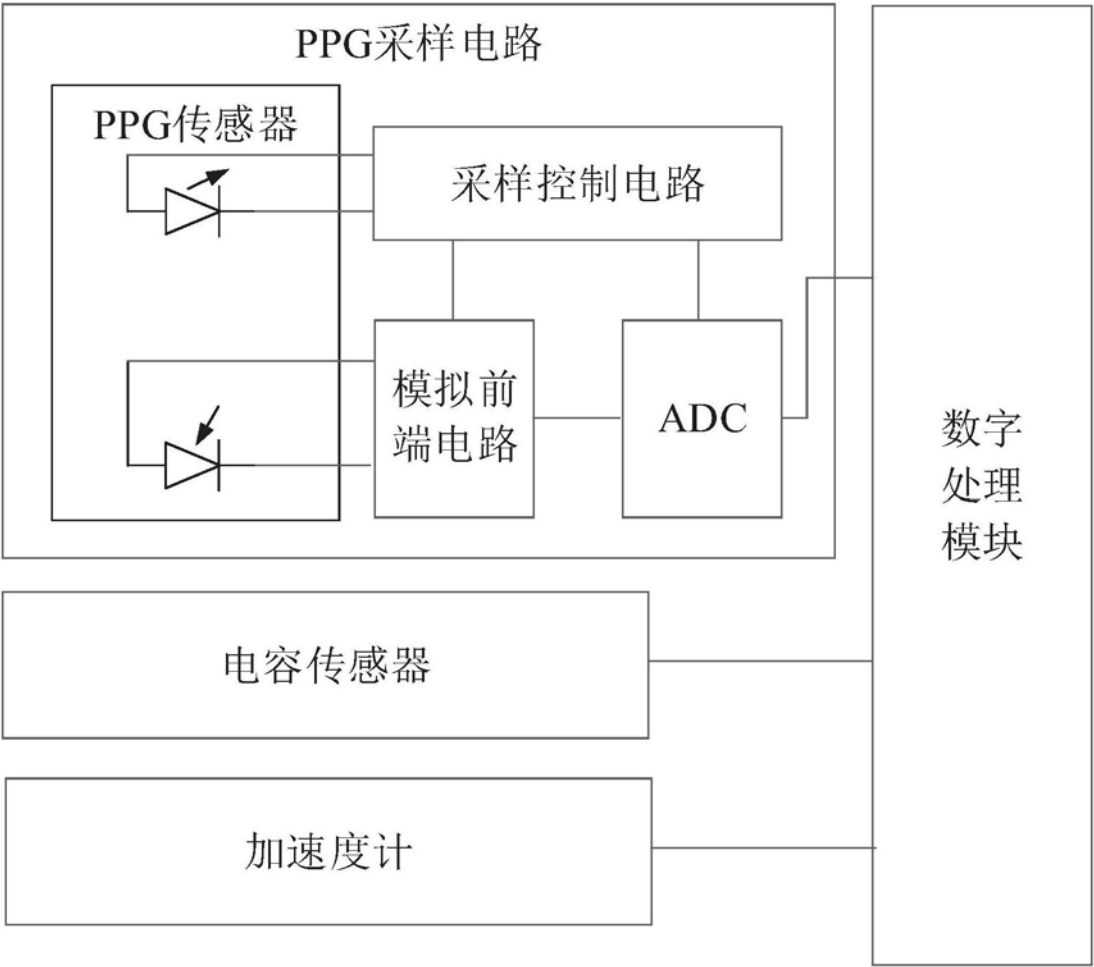 PPG采样电路
PPG传感器
采样控制电路
模拟前
端电路
ADC
数字
处理
模块
电容传感器
加速度计